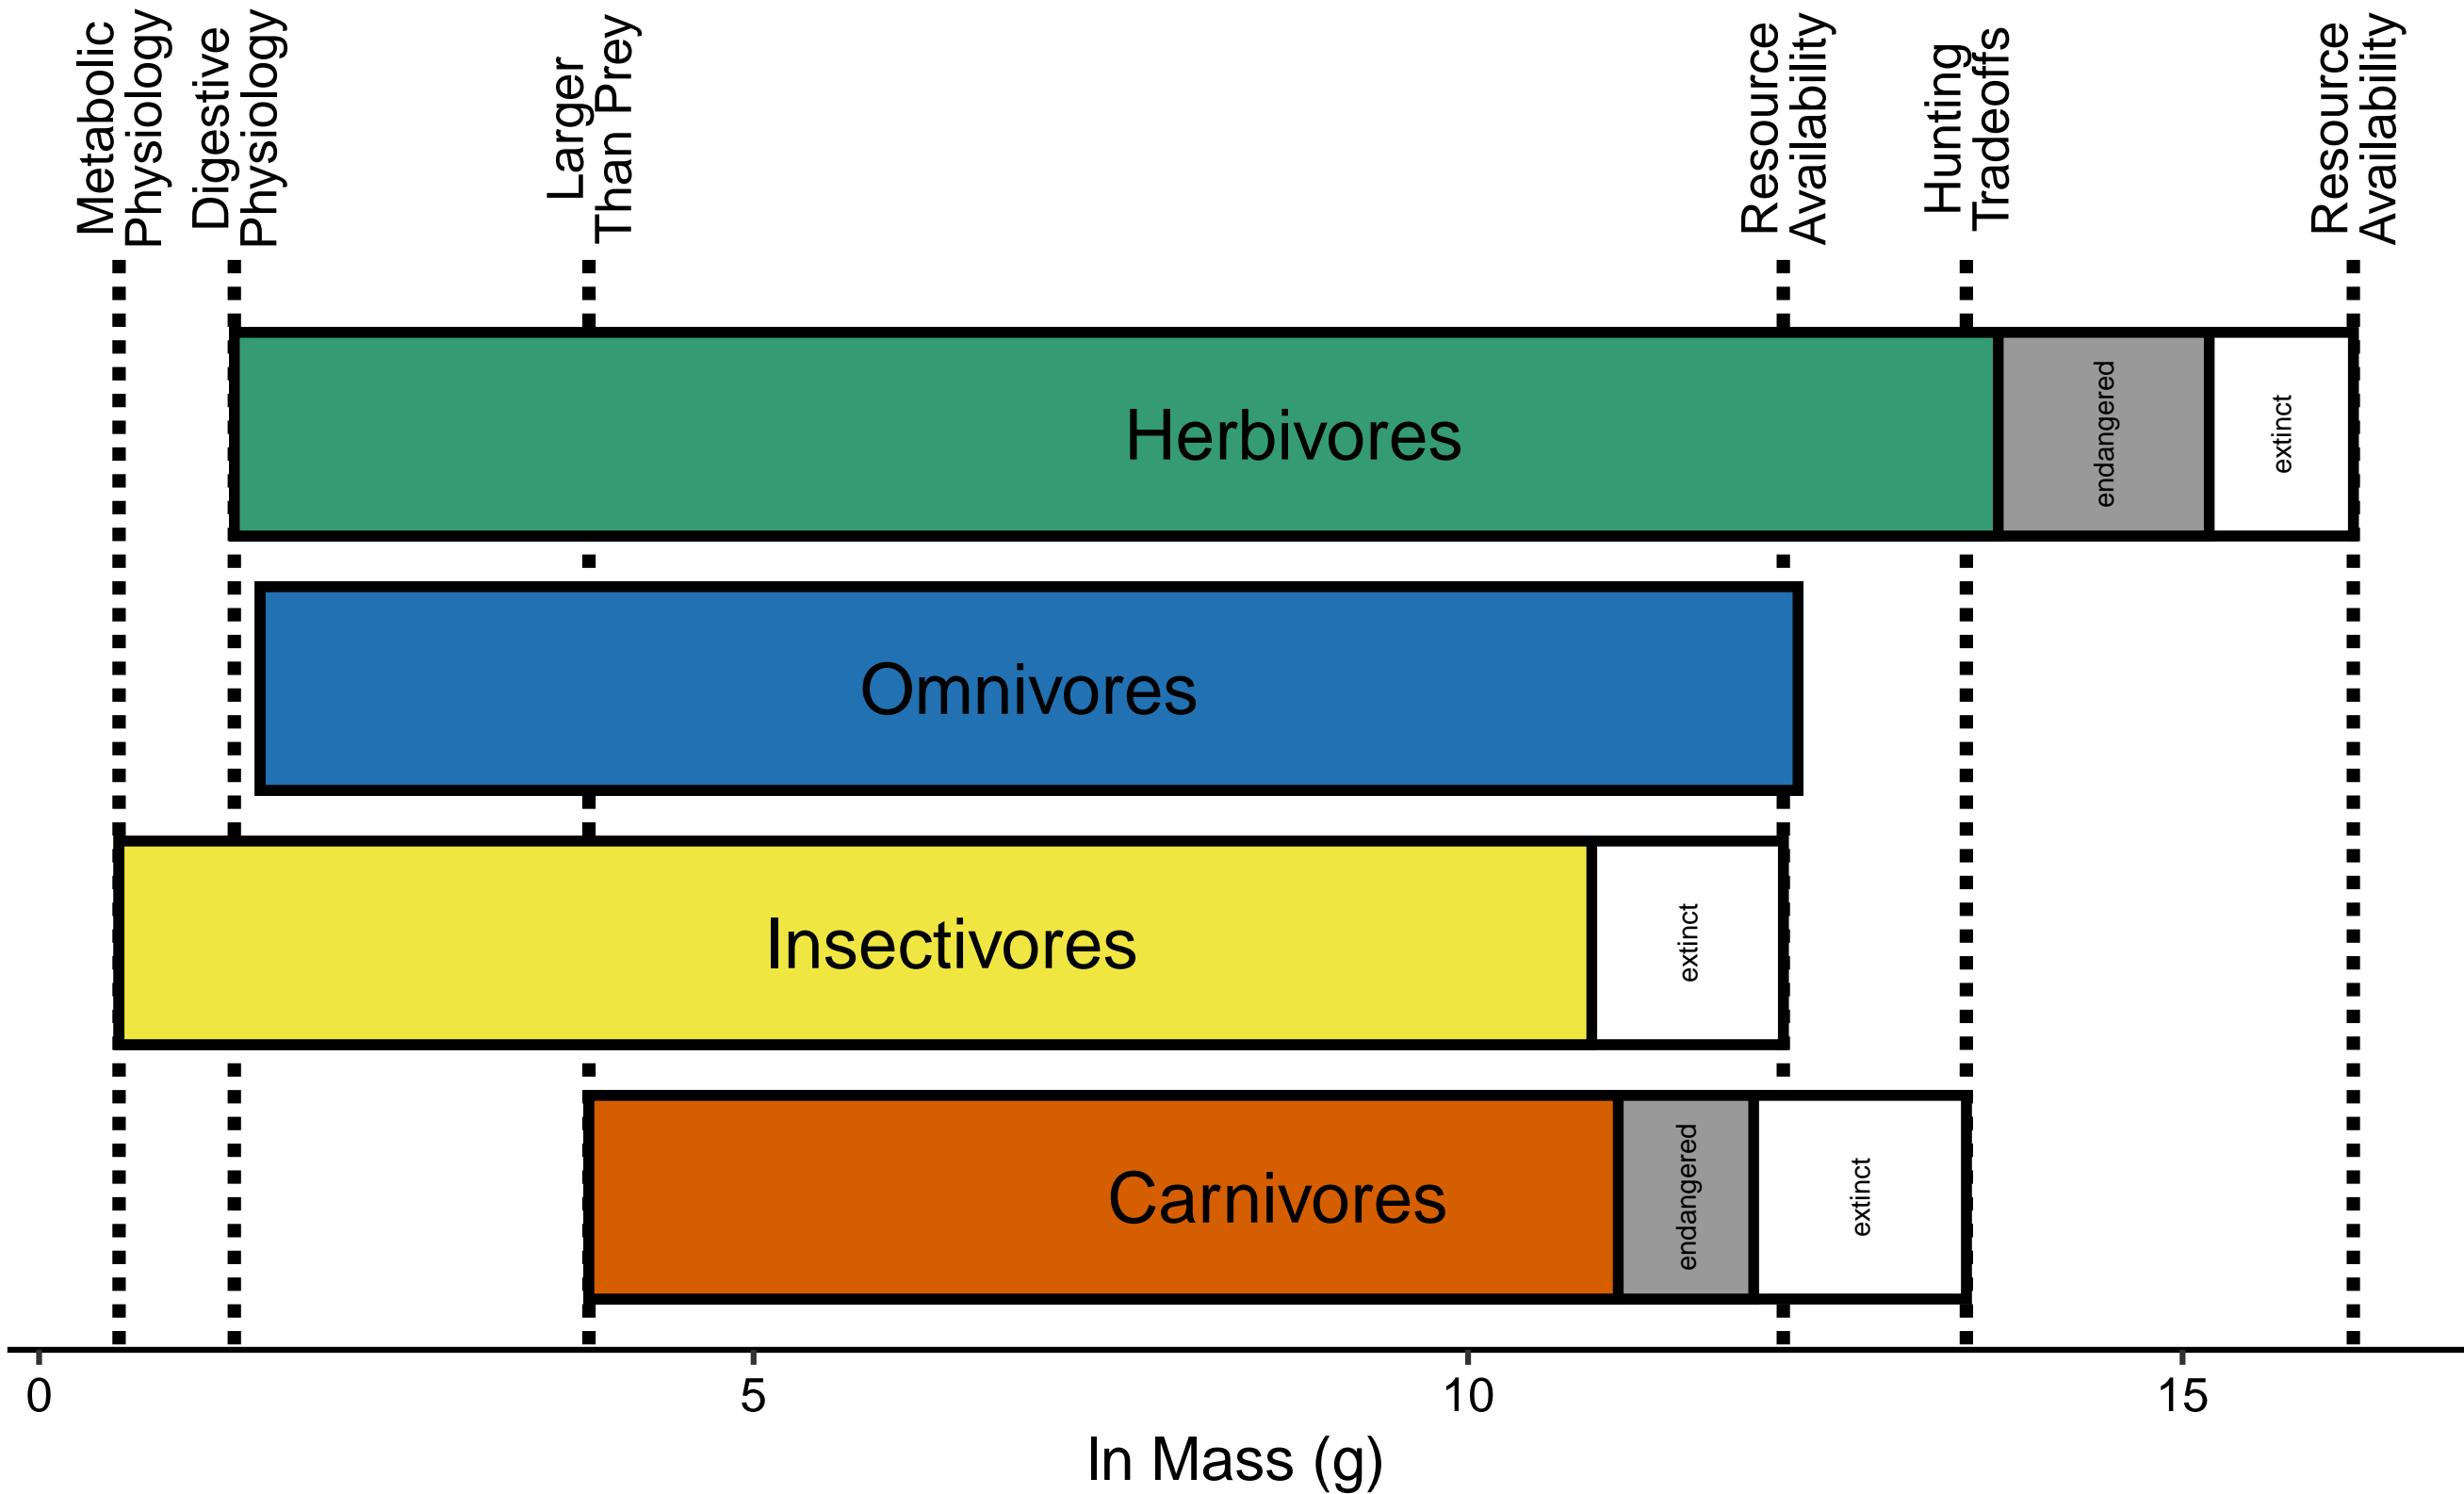 Metabolic
Physiology
Digestive
Physiology
Larger
Than Prey
Resource
Availability
Hunting
Tradeoffs
Resource
Availability
Herbivores
endangered
extinct
Omnivores
Insectivores
extinct
Carnivores
endangered
extinct
0
5
10
15
ln Mass (g)